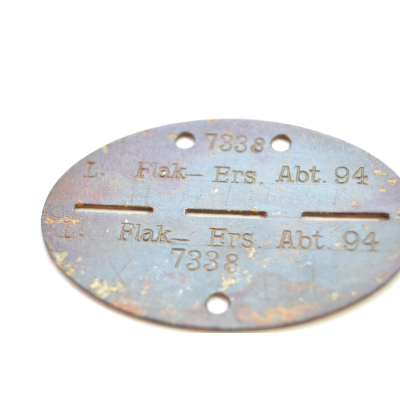 7338
L. Flak- Ers. Abt. 94
L. Flak- Ers. Abt 94
7338